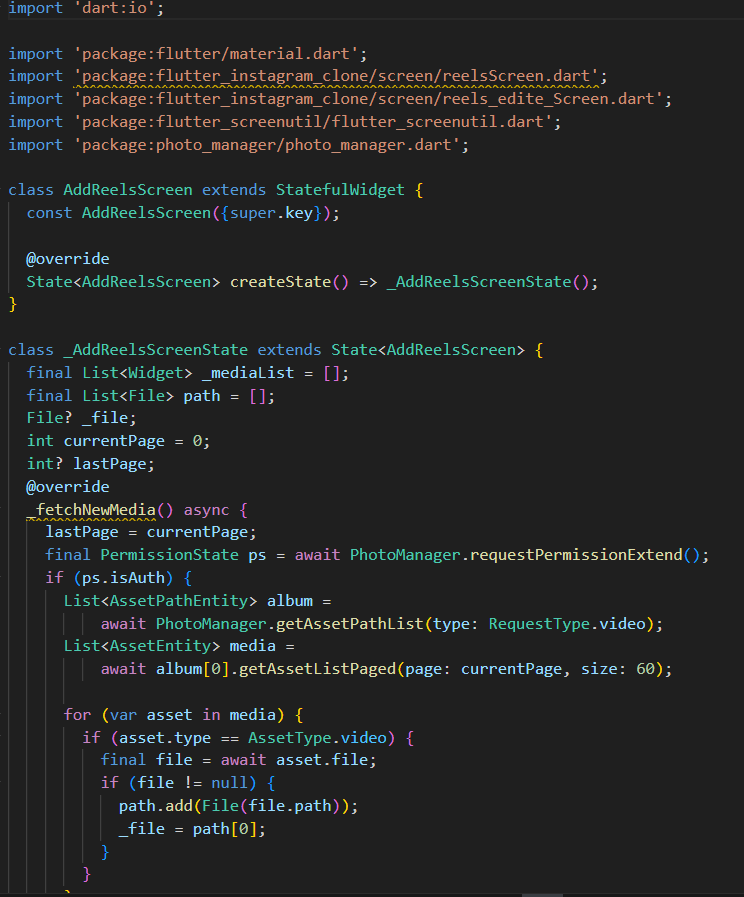 import 'dart:io';

import 'package:flutter/material.dart';
import 'package:flutter_instagram_clone/screen/reelsScreen.dart';
import 'package:flutter_instagram_clone/screen/reels_edite_Screen.dart';
import 'package:flutter_screenutil/flutter_screenutil.dart';
import 'package:photo_manager/photo_manager.dart';

class AddReelsScreen extends StatefulWidget {
  const AddReelsScreen({super.key});

  @override
  State<AddReelsScreen> createState() => _AddReelsScreenState();
}

class _AddReelsScreenState extends State<AddReelsScreen> {
  final List<Widget> _mediaList = [];
  final List<File> path = [];
  File? _file;
  int currentPage = 0;
  int? lastPage;
  @override
  _fetchNewMedia() async {
    lastPage = currentPage;
    final PermissionState ps = await PhotoManager.requestPermissionExtend();
    if (ps.isAuth) {
      List<AssetPathEntity> album =
          await PhotoManager.getAssetPathList(type: RequestType.video);
      List<AssetEntity> media =
          await album[0].getAssetListPaged(page: currentPage, size: 60);

      for (var asset in media) {
        if (asset.type == AssetType.video) {
          final file = await asset.file;
          if (file != null) {
            path.add(File(file.path));
            _file = path[0];
          }
        }